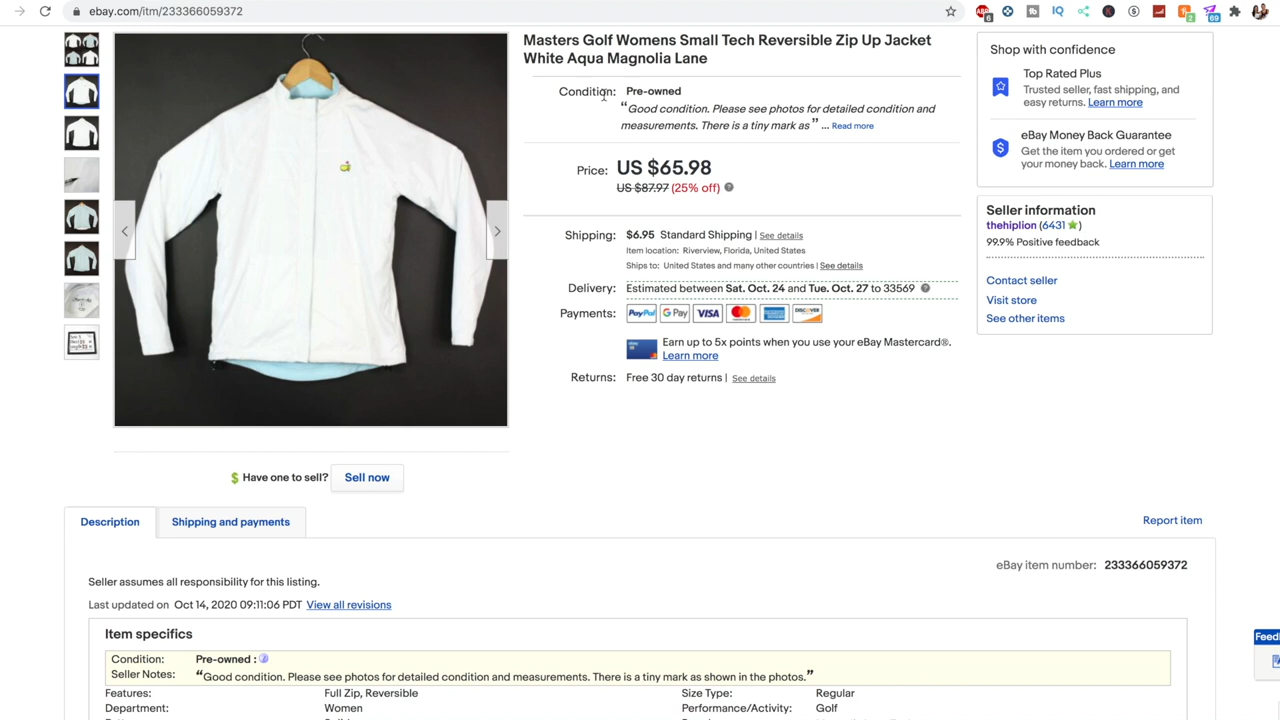 ebay.com/itm/233366059372
Masters Golf Womens Small Tech Reversible Zip Up Jacket
White Aqua Magnolia Lane
Condition: Pre-owned
“Good condition. Please see photos for detailed condition and
measurements. There is a tiny mark as ” ... Read more
Price: US $65.98
US $87.97 (25% off)
Shipping: $6.95 Standard Shipping | See details
Item location: Riverview, Florida, United States
Ships to: United States and many other countries | See details
Delivery: Estimated between Sat. Oct. 24 and Tue. Oct. 27 to 33569
Payments: PayPal G Pay VISA DISCOVER
Earn up to 5x points when you use your eBay Mastercard®.
Learn more
Returns: Free 30 day returns | See details
Shop with confidence
Top Rated Plus
Trusted seller, fast shipping, and
easy returns. Learn more
eBay Money Back Guarantee
Get the item you ordered or get
your money back. Learn more
Seller information
thehiplion (6431)
99.9% Positive feedback
Contact seller
Visit store
See other items
Have one to sell? Sell now
Description
Shipping and payments
Report item
eBay item number: 233366059372
Seller assumes all responsibility for this listing.
Last updated on Oct 14, 2020 09:11:06 PDT View all revisions
Item specifics
Condition: Pre-owned :
Seller Notes: “Good condition. Please see photos for detailed condition and measurements. There is a tiny mark as shown in the photos.”
Features: Full Zip, Reversible
Size Type: Regular
Department: Women
Performance/Activity: Golf